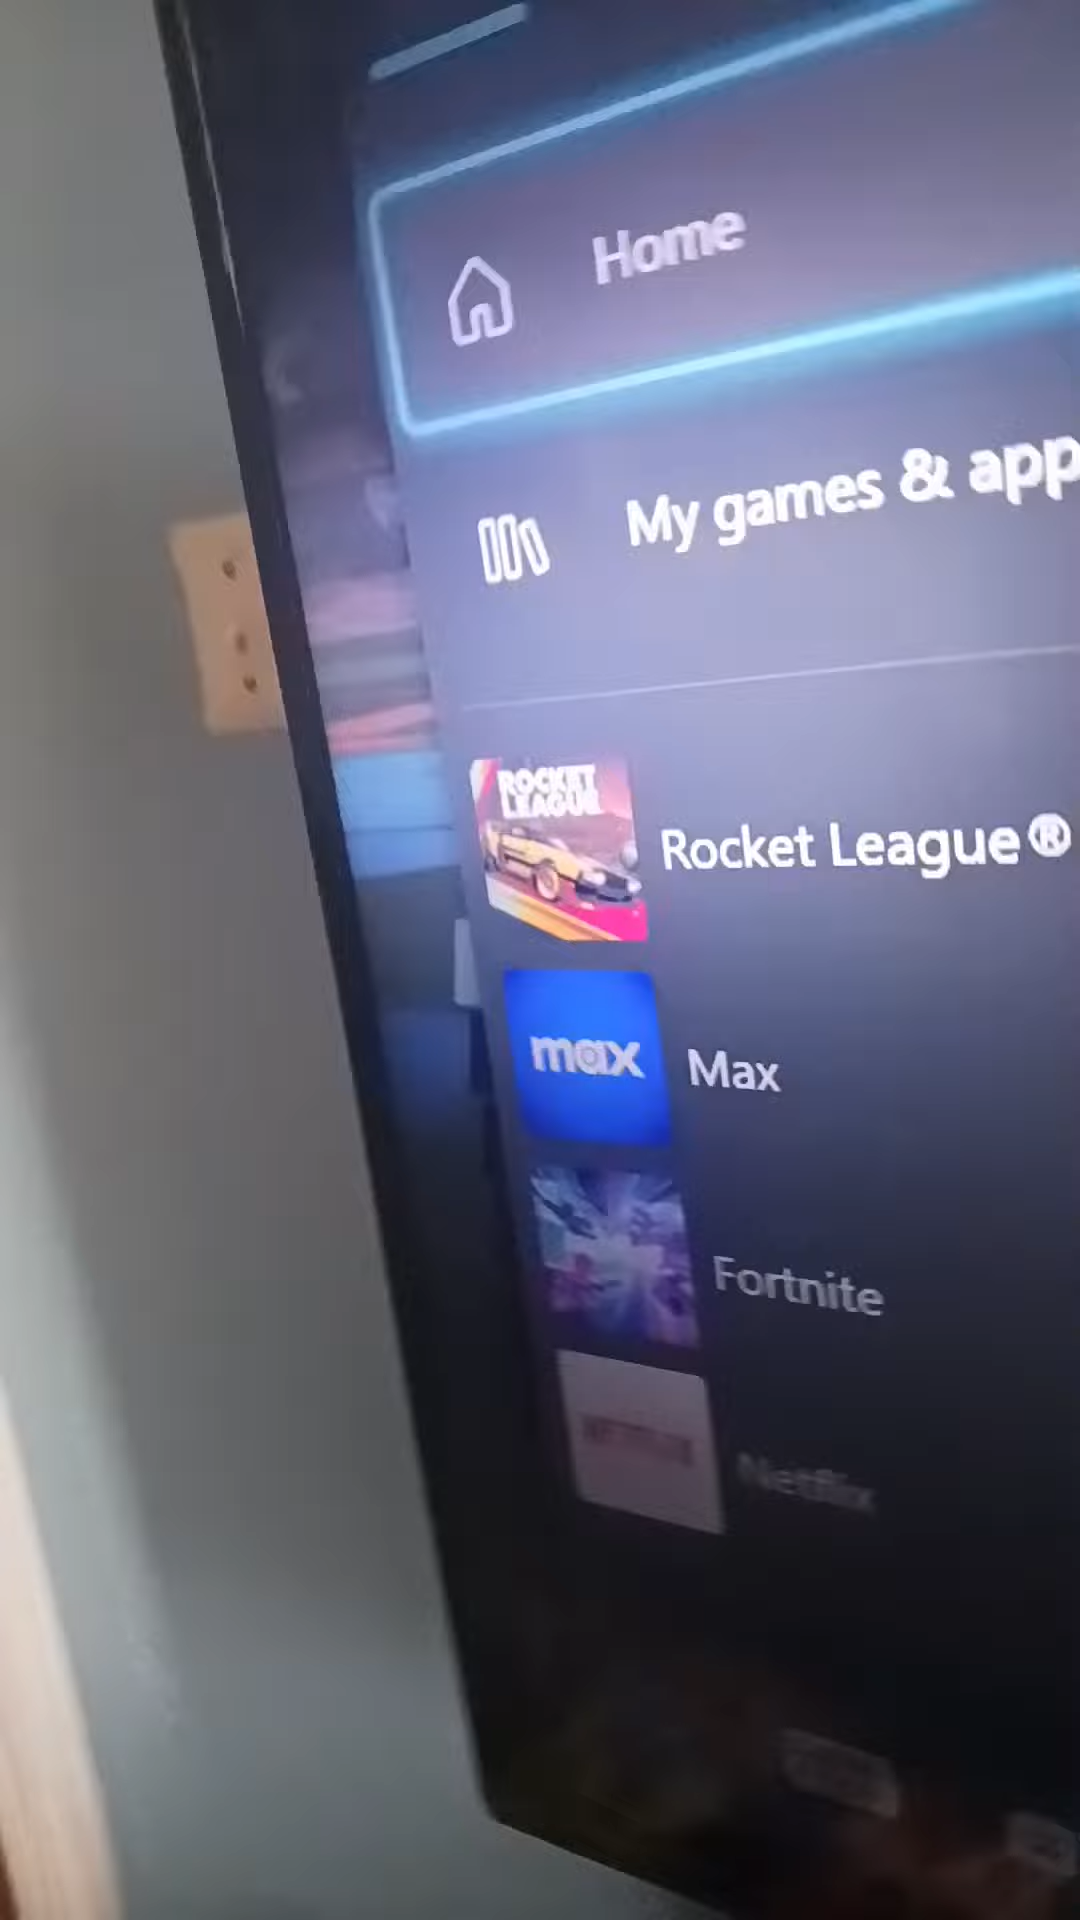 Home
My games & app
ROCKET
LEAGUE
Rocket League®
max
Max
Fortnite
Netflix